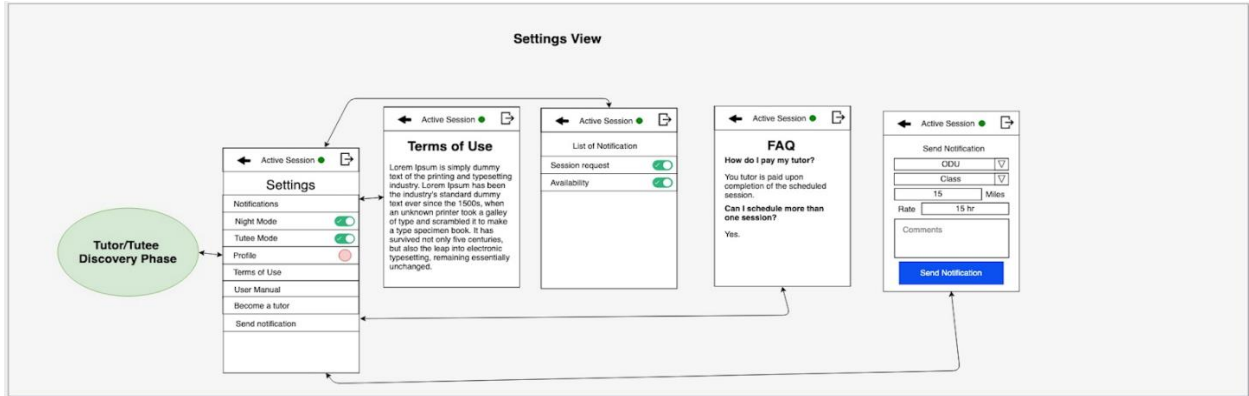 Settings View
Tutor/Tutee
Discovery Phase
Active Session
Settings
Notifications
Night Mode
Tutee Mode
Profile
Terms of Use
User Manual
Become a tutor
Send notification
Active Session
Terms of Use
Lorem Ipsum is simply dummy
text of the printing and typesetting
industry. Lorem Ipsum has been
the industry's standard dummy
text ever since the 1500s, when
an unknown printer took a galley
of type and scrambled it to make
a type specimen book. It has
survived not only five centuries,
but also the leap into electronic
typesetting, remaining essentially
unchanged.
Active Session
List of Notification
Session request
Availability
Active Session
FAQ
How do I pay my tutor?
You tutor is paid upon
completion of the scheduled
session.
Can I schedule more than
one session?
Yes.
Active Session
Send Notification
ODU
Class
15 Miles
Rate 15 hr
Comments
Send Notification